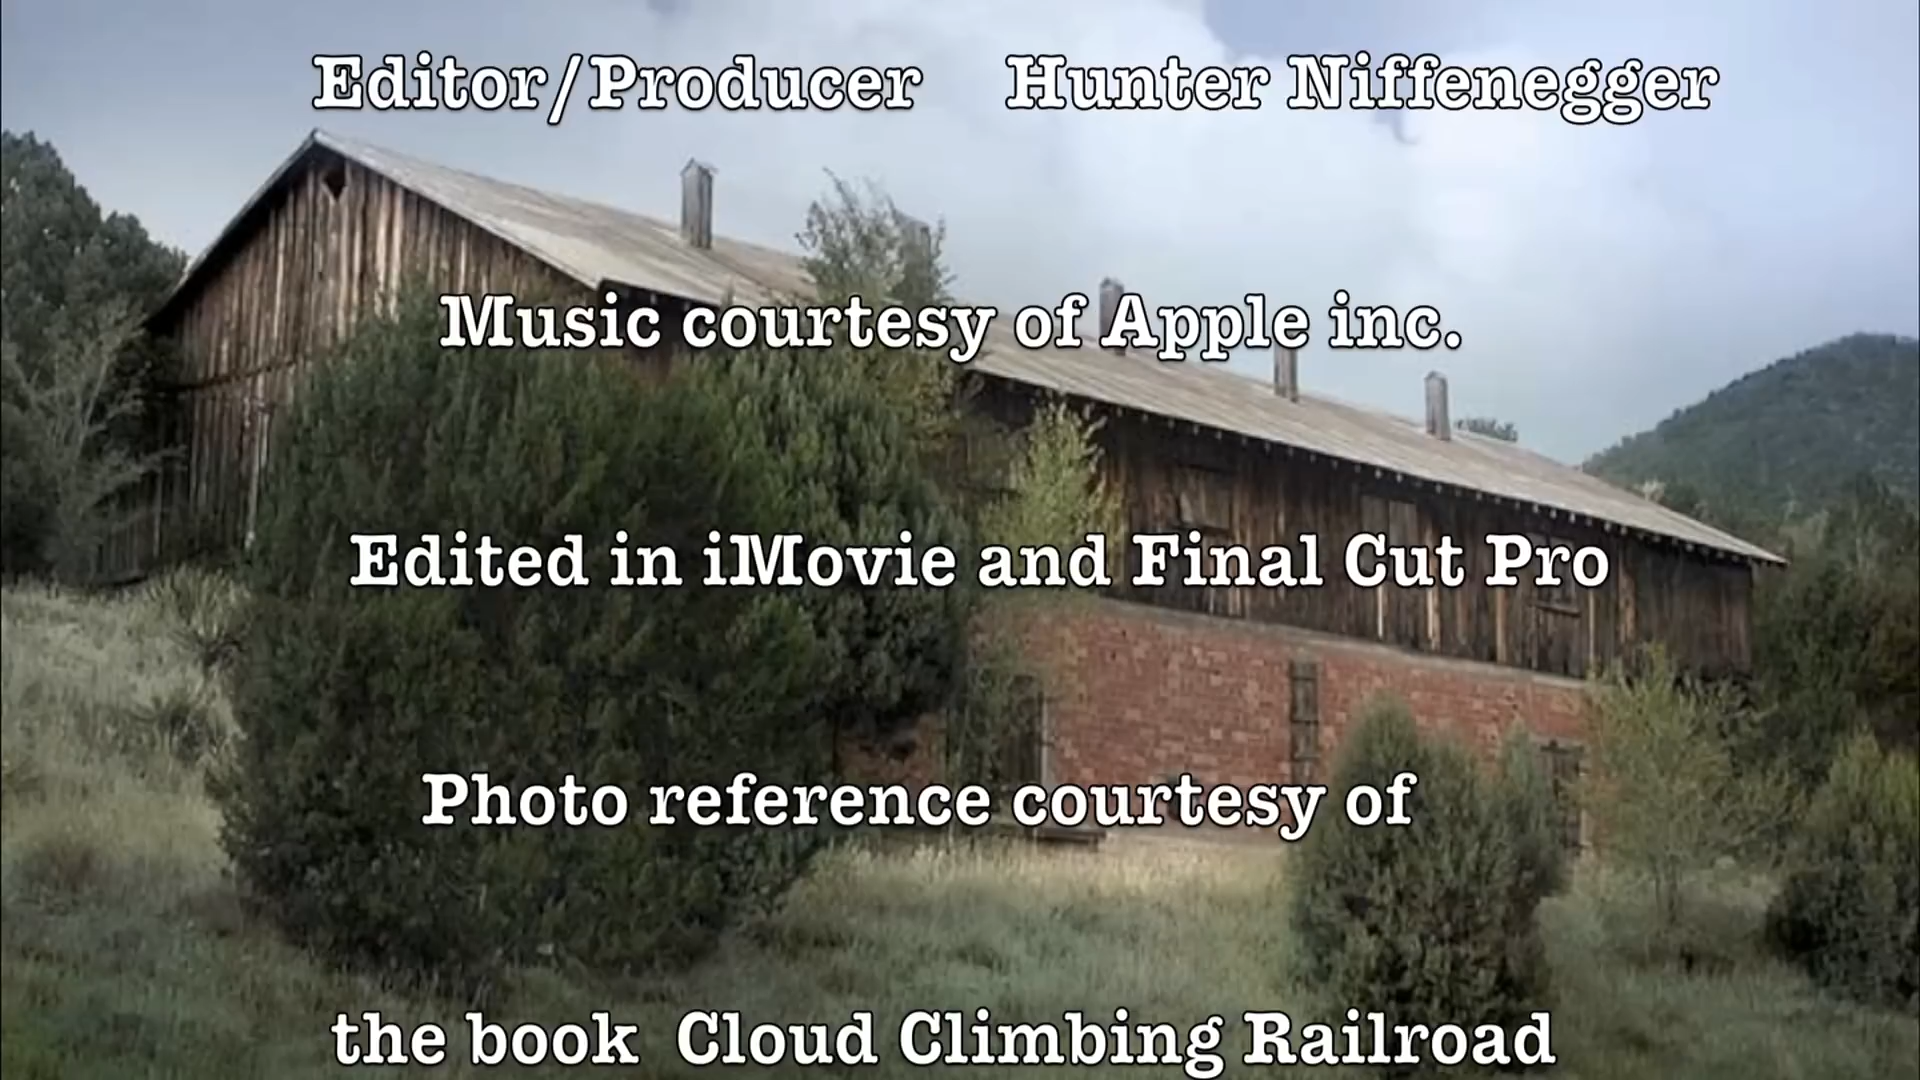 Editor/Producer Hunter Niffenegger
Music courtesy of Apple inc.
Edited in iMovie and Final Cut Pro
Photo reference courtesy of
the book Cloud Climbing Railroad